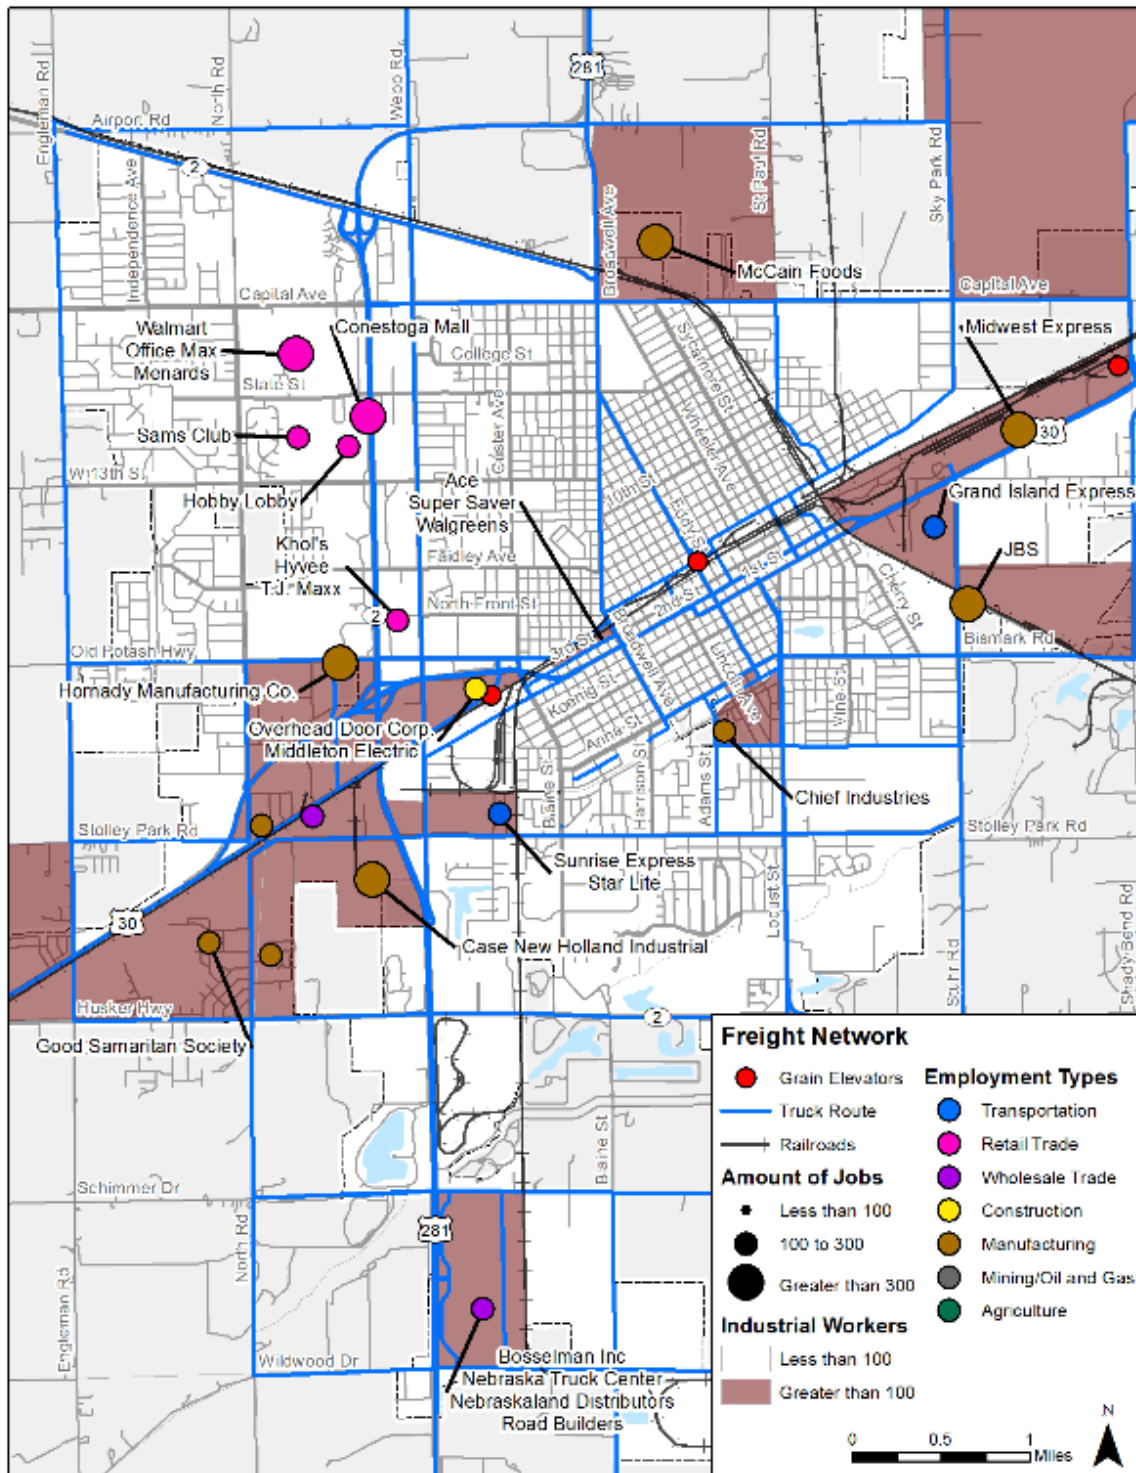 281
Engleman Rd
North Rd
Webb Rd
Airport Rd
2
Independence Ave
Broadwell Ave
St Paul Rd
Sky Park Rd
McCain Foods
Capital Ave
Capital Ave
Walmart
Office Max
Menards
Conestoga Mall
Midwest Express
College St
State St
Sycamore St
Wheeler Ave
Custer Ave
30
Sams Club
W 13th St
Hobby Lobby
Ace
Super Saver
Walgreens
10th St
Eddy St
Grand Island Express
Khol's
Hyvee
T.J. Maxx
Faidley Ave
1st St
JBS
North Front St
2nd St
Cherry St
2
Old Potash Hwy
3rd St
Broadwell Ave
Bismark Rd
Hornady Manufacturing Co.
Koenig St
Lincoln Ave
Vine St
Overhead Door Corp.
Middleton Electric
Anna St
Blaine St
Harrison St
Adams St
Chief Industries
Stolley Park Rd
Stolley Park Rd
Sunrise Express
Star Lite
Locust St
30
Case New Holland Industrial
Stuhr Rd
Shady Bend Rd
Husker Hwy
2
Good Samaritan Society
Blaine St
Schimmer Dr
North Rd
281
Engleman Rd
Wildwood Dr
Bosselman Inc
Nebraska Truck Center
Nebraskaland Distributors
Road Builders
Freight Network
Grain Elevators
Truck Route
Railroads
Amount of Jobs
Less than 100
100 to 300
Greater than 300
Industrial Workers
Less than 100
Greater than 100
Employment Types
Transportation
Retail Trade
Wholesale Trade
Construction
Manufacturing
Mining/Oil and Gas
Agriculture
N
0 0.5 1
Miles